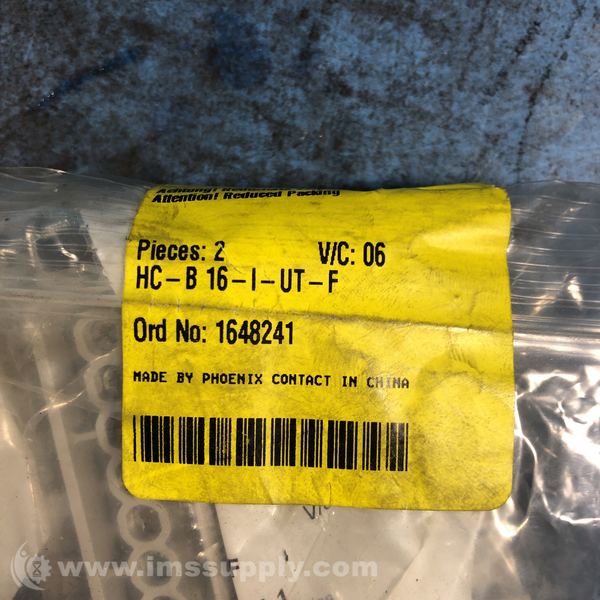 Achtung!
Attention! Reduced Packing
Pieces: 2 V/C: 06
HC-B 16-I-UT-F
Ord No: 1648241
MADE BY PHOENIX CONTACT IN CHINA
www.imssupply.com